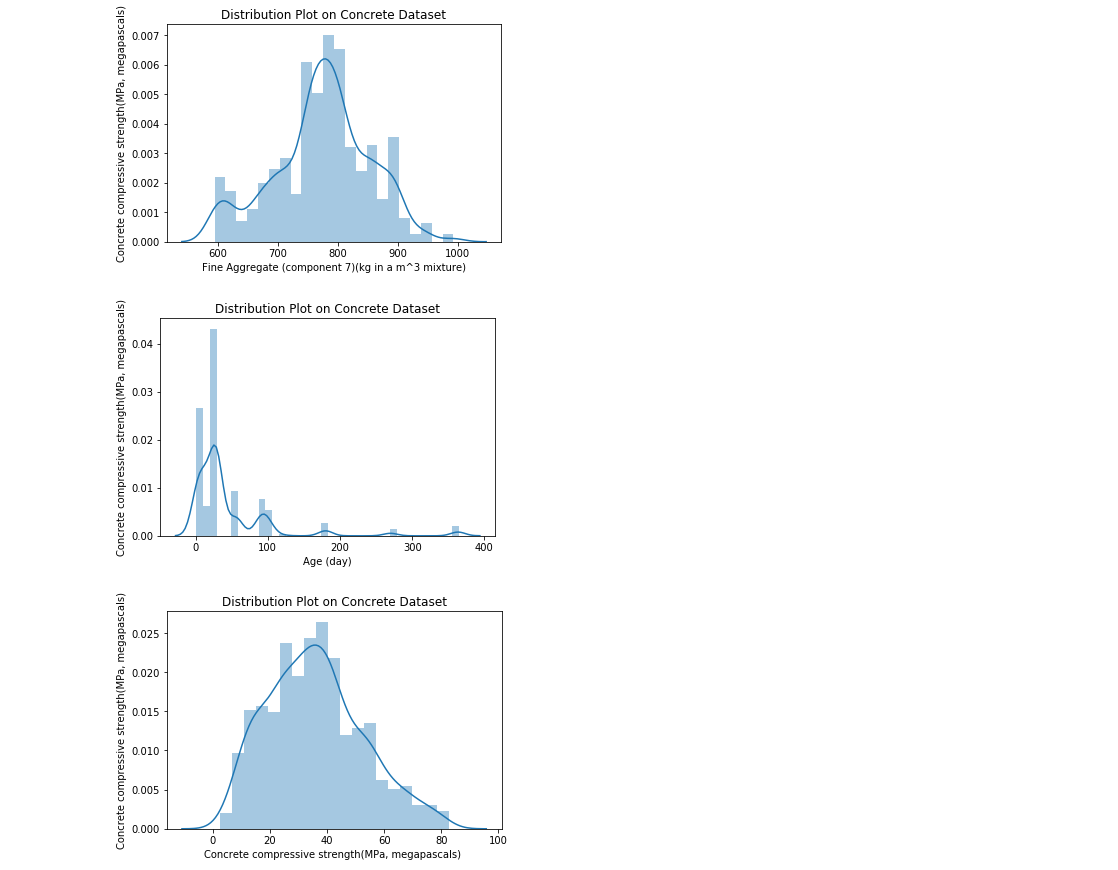 Distribution Plot on Concrete Dataset
Concrete compressive strength(MPa, megapascals)
0.007
0.006
0.005
0.004
0.003
0.002
0.001
0.000
600 700 800 900 1000
Fine Aggregate (component 7)(kg in a m^3 mixture)
Distribution Plot on Concrete Dataset
Concrete compressive strength(MPa, megapascals)
0.04
0.03
0.02
0.01
0.00
0 100 200 300 400
Age (day)
Distribution Plot on Concrete Dataset
Concrete compressive strength(MPa, megapascals)
0.025
0.020
0.015
0.010
0.005
0.000
0 20 40 60 80 100
Concrete compressive strength(MPa, megapascals)